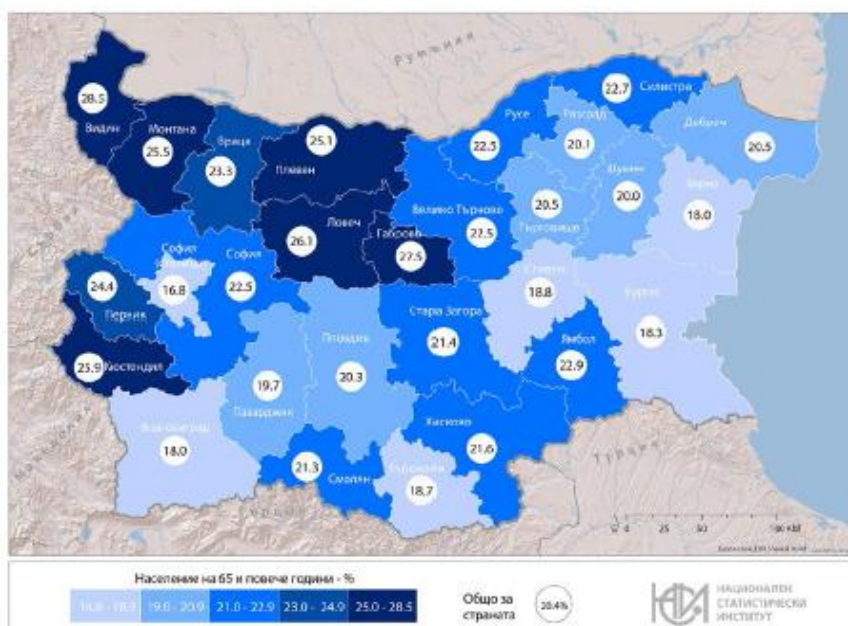 Румъния
28.5
Видин
Монтана
25.5
Враца
23.3
25.1
Плевен
Ловеч
26.1
Габрово
27.5
Велико Търново
22.5
Русе
22.5
22.7
Силистра
Разград
20.1
Добрич
20.5
Шумен
20.0
Варна
18.0
20.5
Търговище
София
16.8
София
22.5
24.4
Перник
25.9
Кюстендил
Сливен
18.8
Бургас
18.3
Стара Загора
21.4
Ямбол
22.9
Пловдив
20.3
19.7
Пазарджик
Благоевград
18.0
21.3
Смолян
18.7
Хасково
21.6
Турция
0 25 50
Население на 65 и повече години - %
19.0 - 20.9 21.0 - 22.9 23.0 - 24.9 25.0 - 28.5
Общо за
страната
20.4%
НАЦИОНАЛЕН
СТАТИСТИЧЕСКИ
ИНСТИТУТ